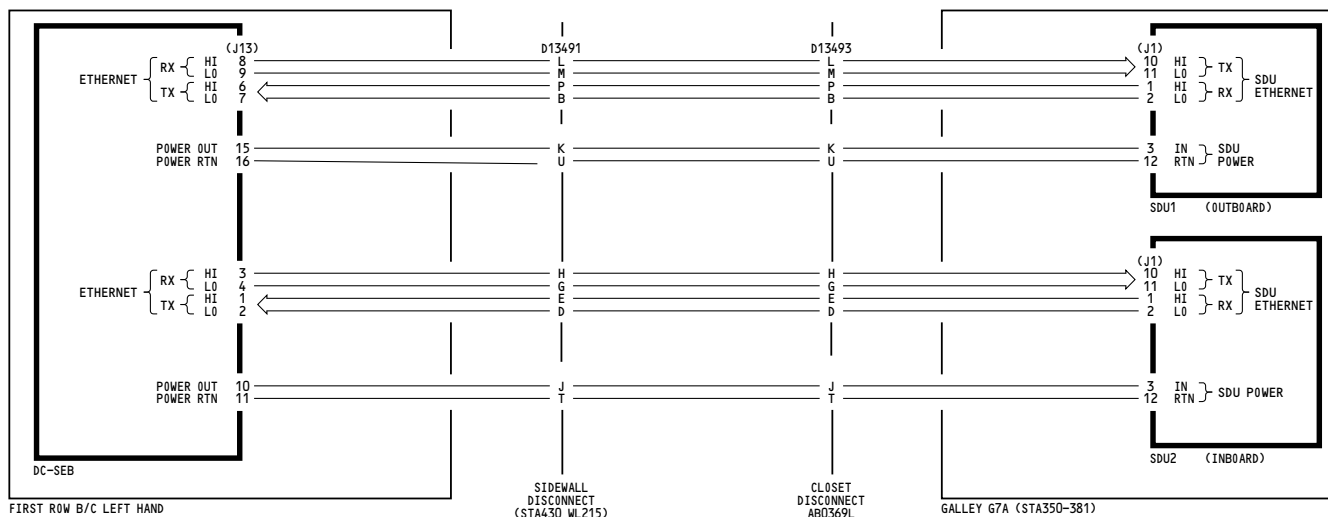 (J13) D13491 D13493 (J1)
ETHERNET RX HI 8 L L 10 HI TX SDU ETHERNET
LO 9 M M 11 LO
TX HI 6 P P 1 HI RX
LO 7 B B 2 LO
POWER OUT 15 K K 3 IN SDU POWER
POWER RTN 16 U U 12 RTN
SDU1 (OUTBOARD)
(J1)
ETHERNET RX HI 3 H H 10 HI TX SDU ETHERNET
LO 4 G G 11 LO
TX HI 1 E E 1 HI RX
LO 2 D D 2 LO
POWER OUT 10 J J 3 IN SDU POWER
POWER RTN 11 T T 12 RTN
DC-SEB
SDU2 (INBOARD)
SIDEWALL
DISCONNECT
(STA430 WL215)
CLOSET
DISCONNECT
AB0369L
FIRST ROW B/C LEFT HAND
GALLEY G7A (STA350-381)